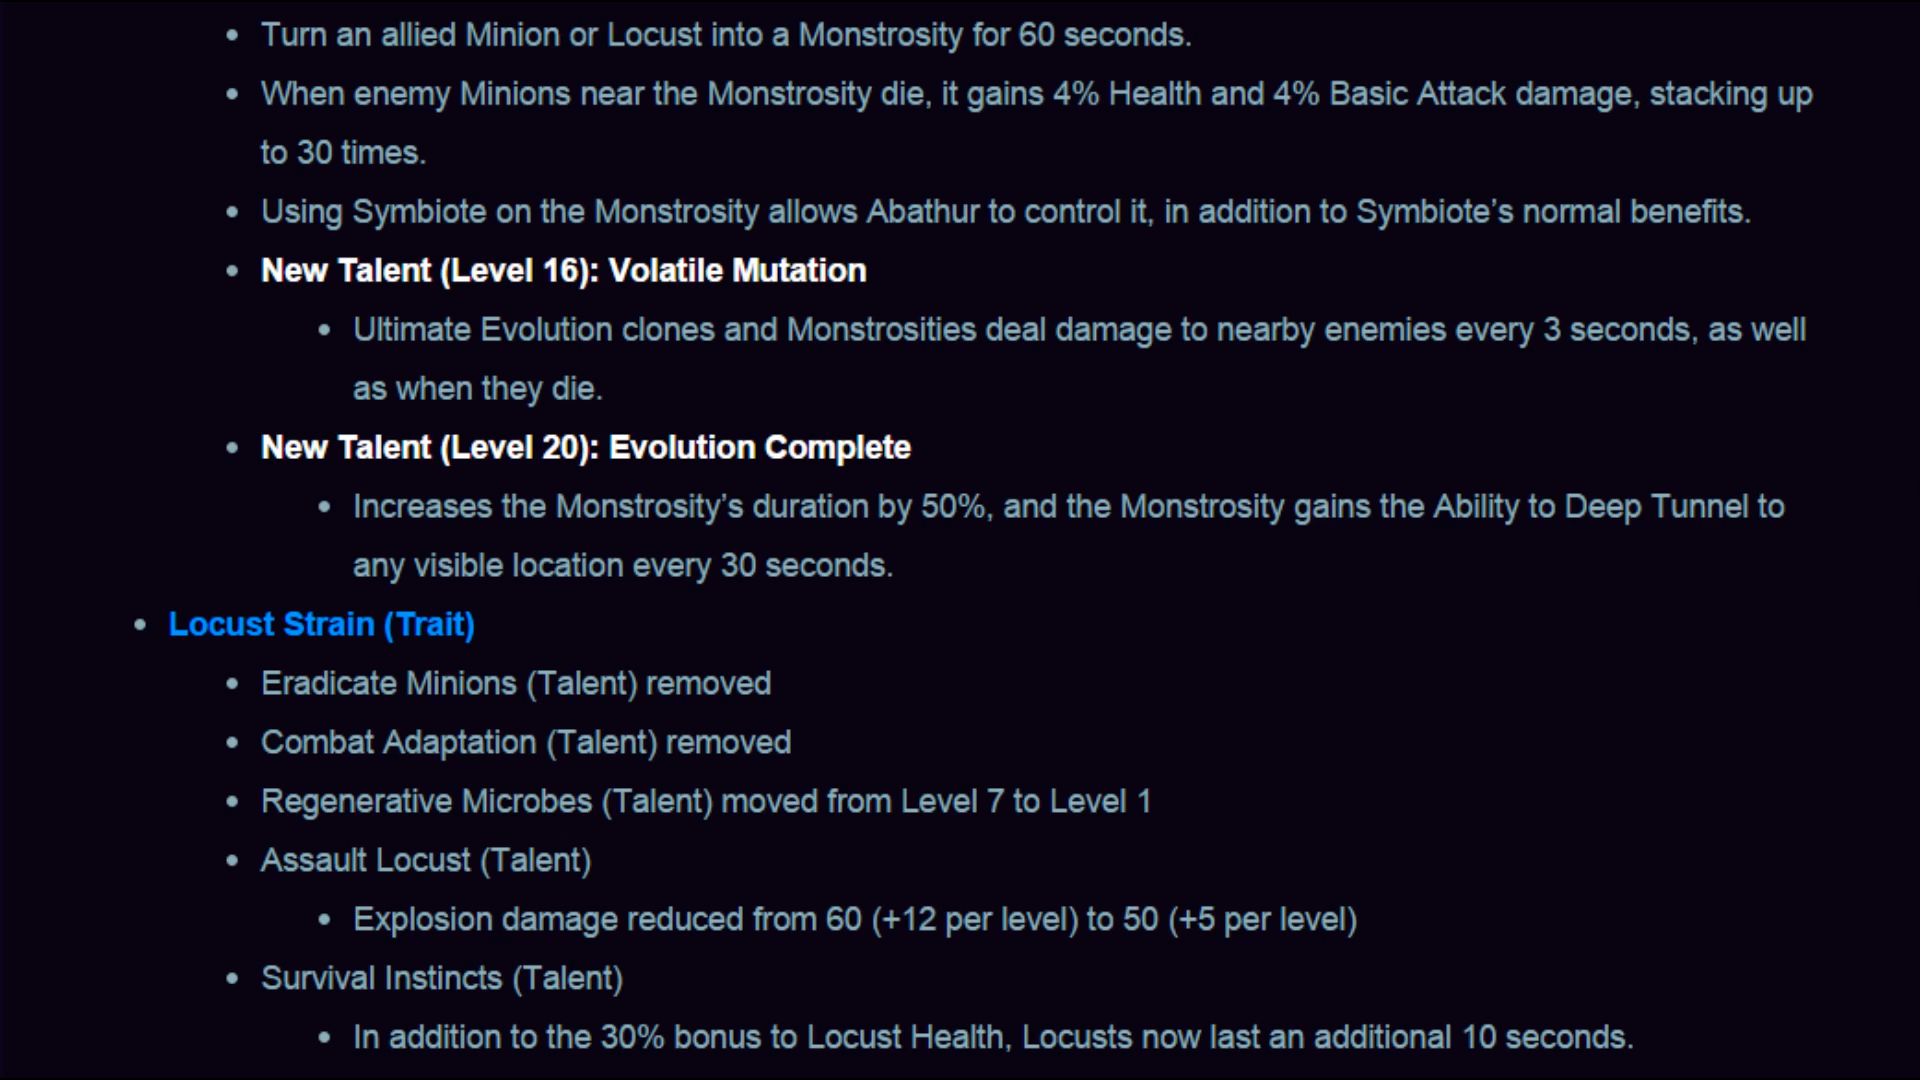 Turn an allied Minion or Locust into a Monstrosity for 60 seconds.
When enemy Minions near the Monstrosity die, it gains 4% Health and 4% Basic Attack damage, stacking up
to 30 times.
Using Symbiote on the Monstrosity allows Abathur to control it, in addition to Symbiote’s normal benefits.
New Talent (Level 16): Volatile Mutation
Ultimate Evolution clones and Monstrosities deal damage to nearby enemies every 3 seconds, as well
as when they die.
New Talent (Level 20): Evolution Complete
Increases the Monstrosity’s duration by 50%, and the Monstrosity gains the Ability to Deep Tunnel to
any visible location every 30 seconds.
Locust Strain (Trait)
Eradicate Minions (Talent) removed
Combat Adaptation (Talent) removed
Regenerative Microbes (Talent) moved from Level 7 to Level 1
Assault Locust (Talent)
Explosion damage reduced from 60 (+12 per level) to 50 (+5 per level)
Survival Instincts (Talent)
In addition to the 30% bonus to Locust Health, Locusts now last an additional 10 seconds.